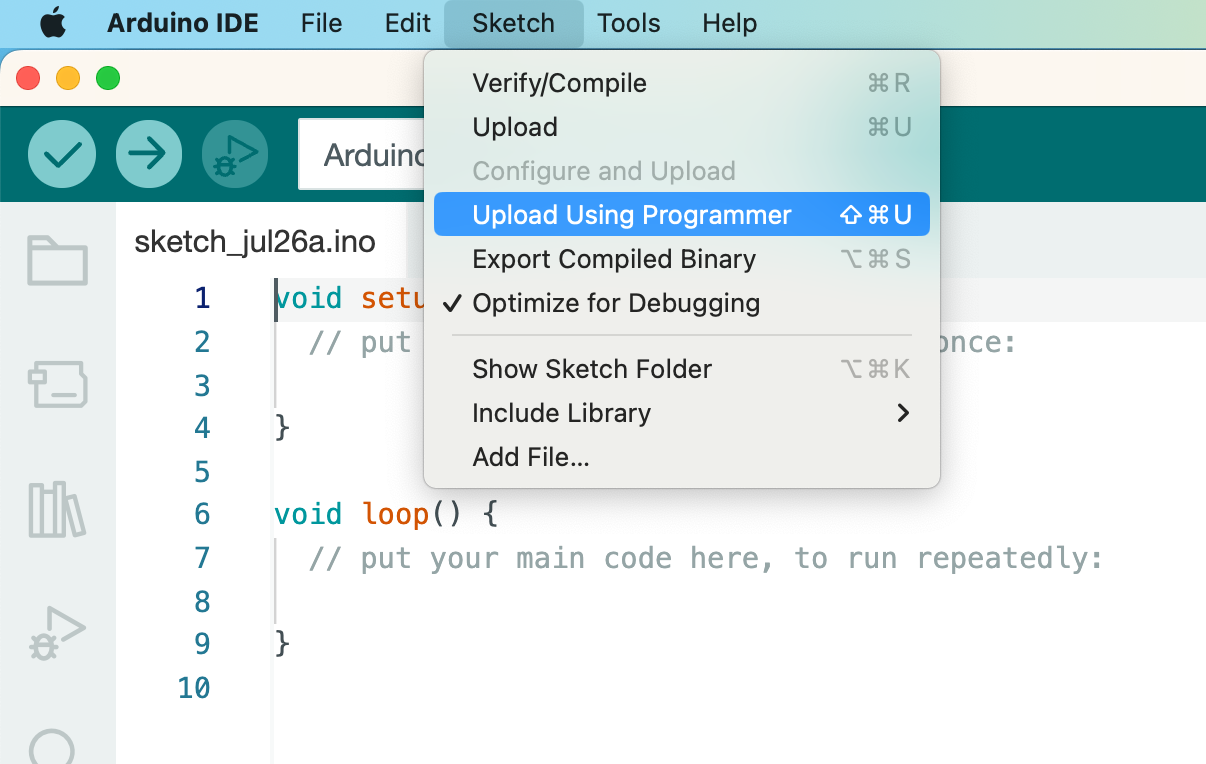 Arduino IDE File Edit Sketch Tools Help
Verify/Compile ⌘R
Upload ⌘U
Configure and Upload
Upload Using Programmer ⇧⌘U
Export Compiled Binary ⌥⌘S
✓ Optimize for Debugging
Show Sketch Folder ⌥⌘K
Include Library
Add File...
Arduino
sketch_jul26a.ino
1 void setu
2 // put once:
3
4 }
5
6 void loop() {
7 // put your main code here, to run repeatedly:
8
9 }
10